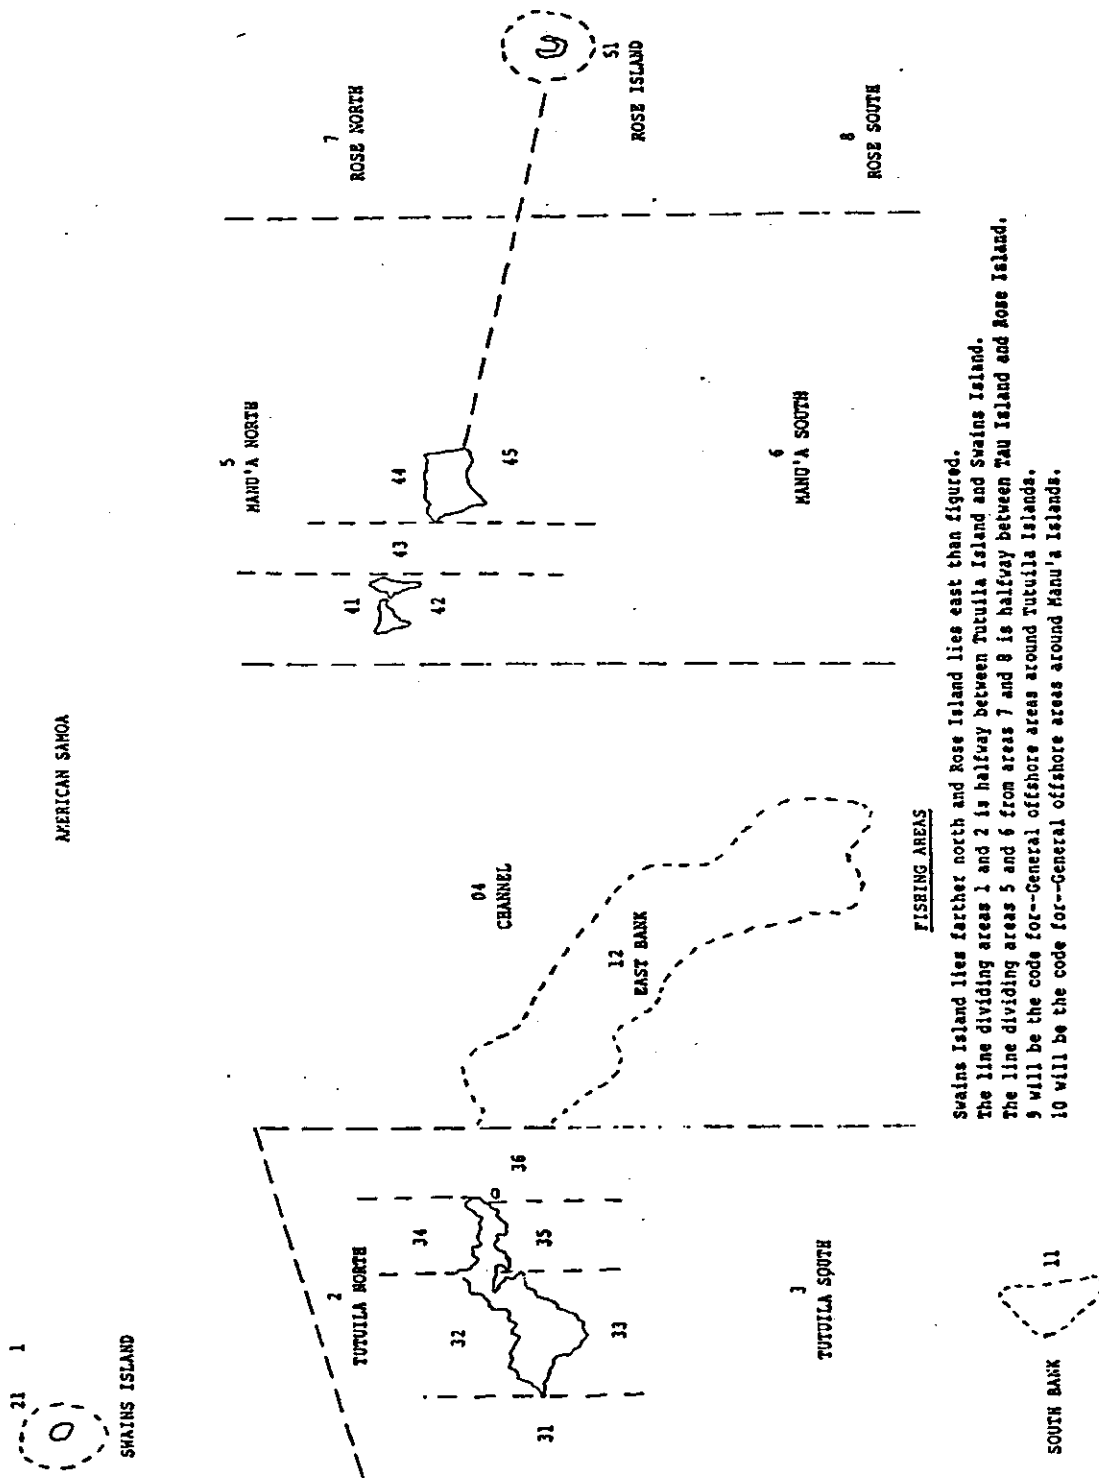 AMERICAN SAMOA
21 1
SWAINS ISLAND
2
TUTUILA NORTH
32
34
31
33
35
36
3
TUTUILA SOUTH
SOUTH BANK 11
04
CHANNEL
12
EAST BANK
5
MANU'A NORTH
41
42
43
44
45
6
MANU'A SOUTH
7
ROSE NORTH
51
ROSE ISLAND
8
ROSE SOUTH
FISHING AREAS
Swains Island lies farther north and Rose Island lies east than figured.
The line dividing areas 1 and 2 is halfway between Tutuila Island and Swains Island.
The line dividing areas 5 and 6 from areas 7 and 8 is halfway between Tau Island and Rose Island.
9 will be the code for--General offshore areas around Tutuila Islands.
10 will be the code for--General offshore areas around Manu'a Islands.